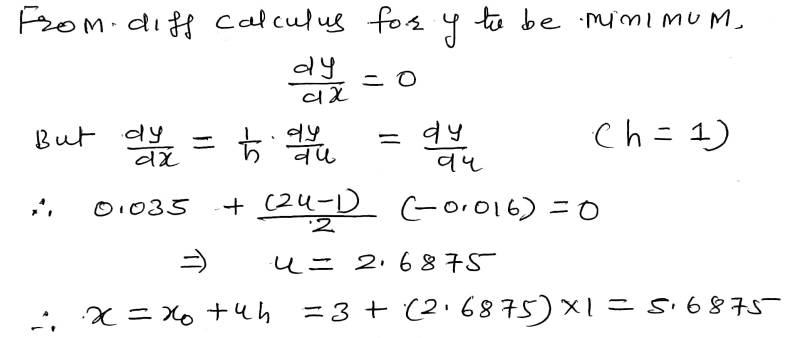 From diff calculus for y to be minimum,
dy/dx = 0
But dy/dx = 1/h · dy/du = dy/du (h = 1)
∴ 0.035 + (2u-1)/2 (-0.016) = 0
⇒ u = 2.6875
∴ x = x₀ + uh = 3 + (2.6875) × 1 = 5.6875